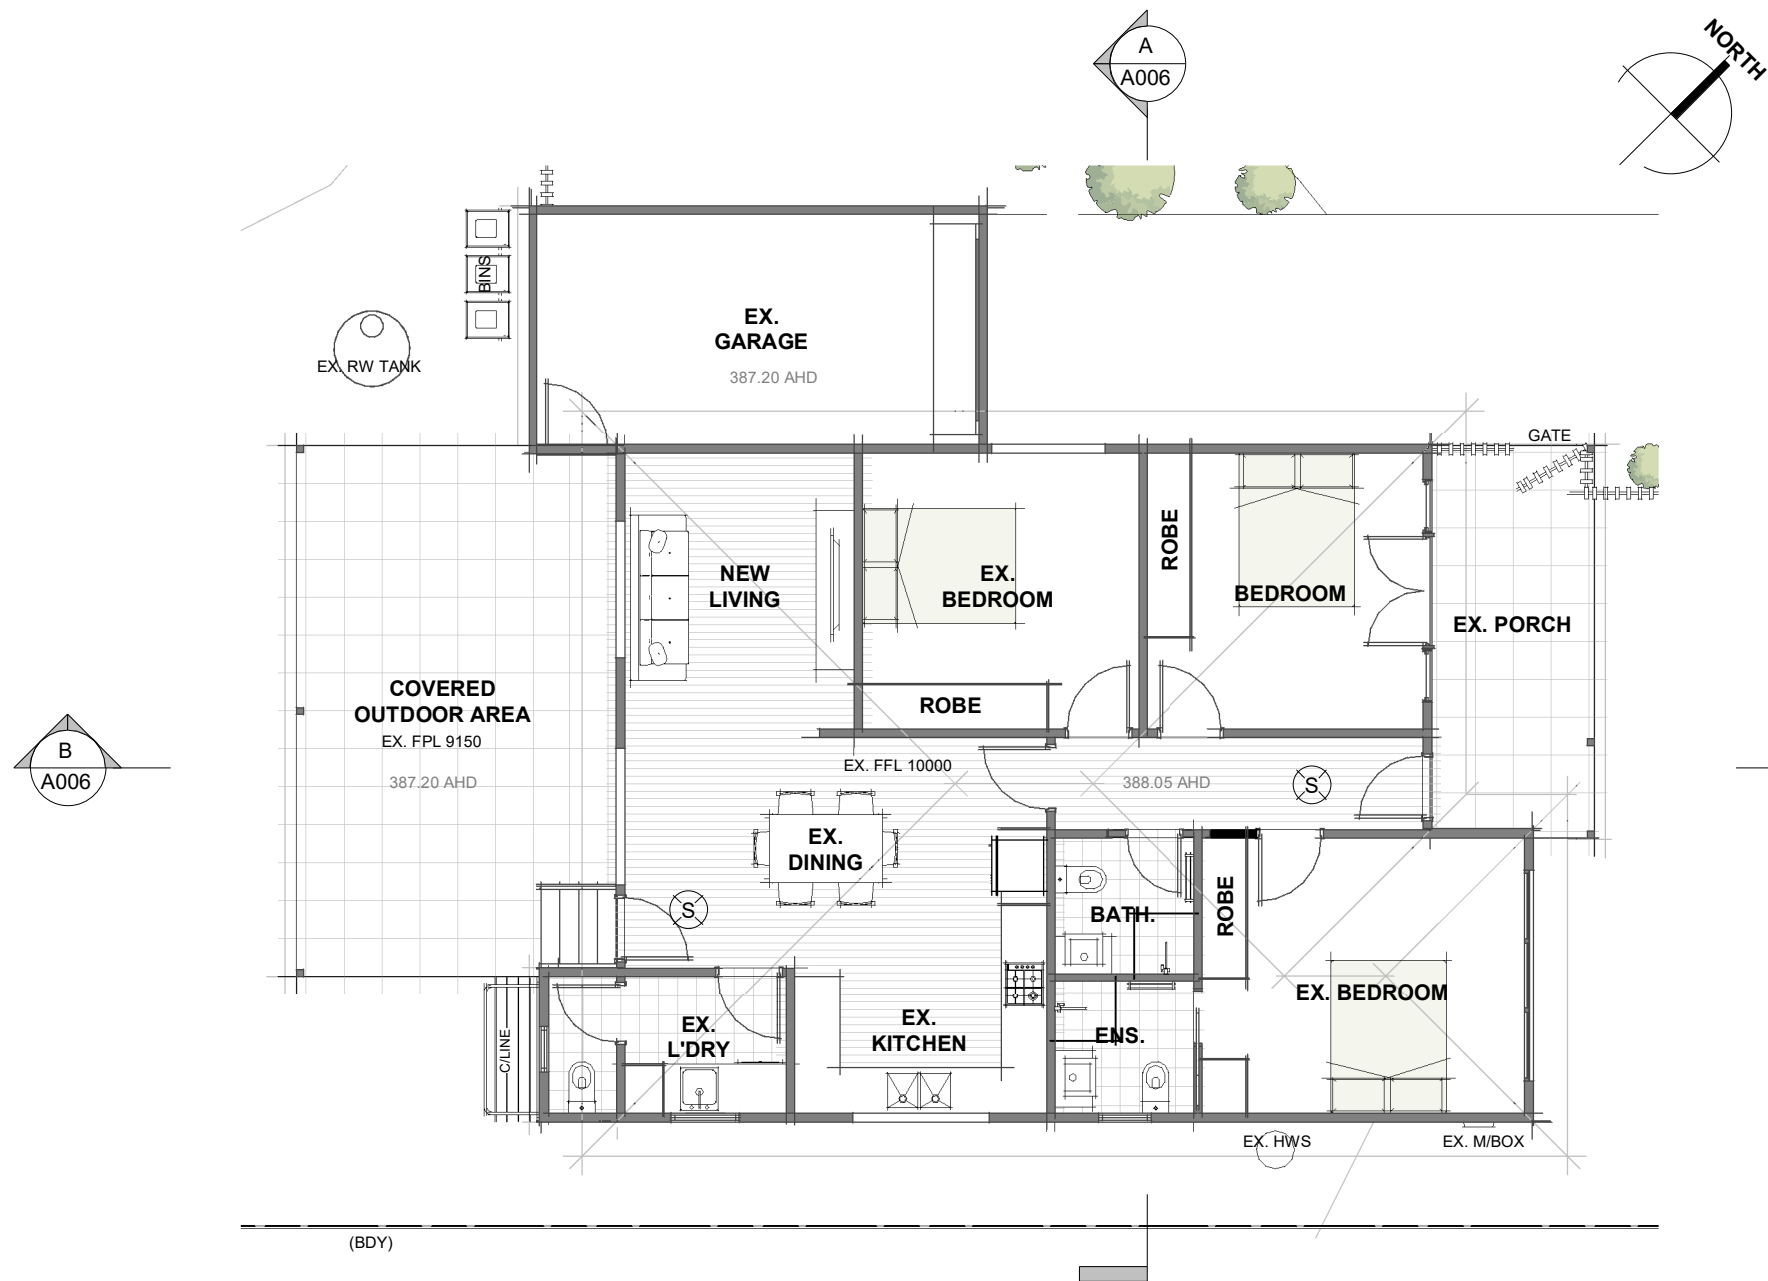 A
A006
NORTH
BINS
EX.
GARAGE
387.20 AHD
EX. RW TANK
GATE
NEW
LIVING
EX.
BEDROOM
ROBE
BEDROOM
EX. PORCH
COVERED
OUTDOOR AREA
EX. FPL 9150
387.20 AHD
ROBE
B
A006
EX. FFL 10000
388.05 AHD
S
EX.
DINING
S
BATH.
ROBE
EX. BEDROOM
EX.
L'DRY
EX.
KITCHEN
ENS.
C/LINE
EX. HWS
EX. M/BOX
(BDY)